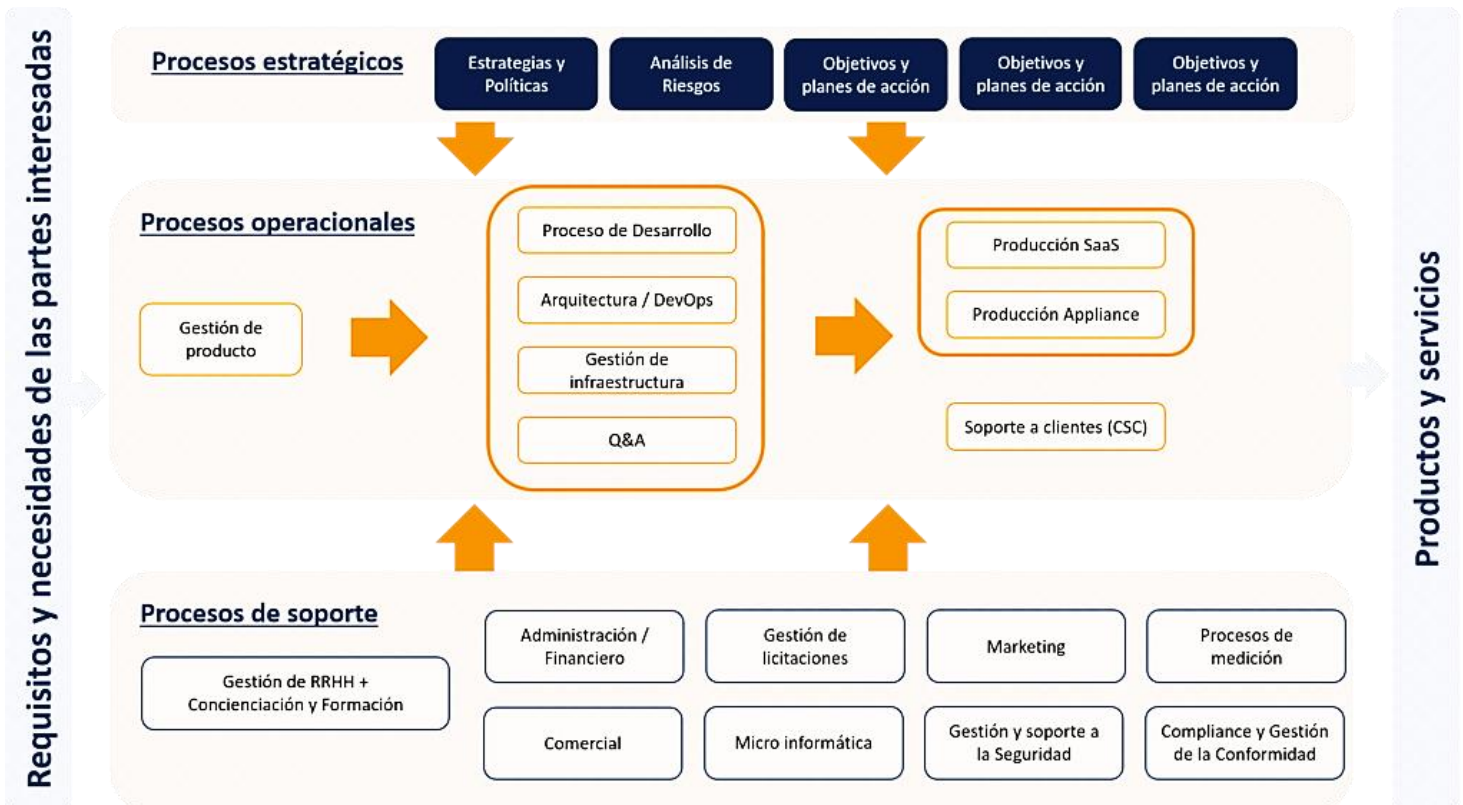 Requisitos y necesidades de las partes interesadas
Procesos estratégicos
Estrategias y
Políticas
Análisis de
Riesgos
Objetivos y
planes de acción
Objetivos y
planes de acción
Objetivos y
planes de acción
Procesos operacionales
Gestión de
producto
Proceso de Desarrollo
Arquitectura / DevOps
Gestión de
infraestructura
Q&A
Producción SaaS
Producción Appliance
Soporte a clientes (CSC)
Procesos de soporte
Gestión de RRHH +
Concienciación y Formación
Administración /
Financiero
Gestión de
licitaciones
Marketing
Procesos de
medición
Comercial
Micro informática
Gestión y soporte a
la Seguridad
Compliance y Gestión
de la Conformidad
Productos y servicios